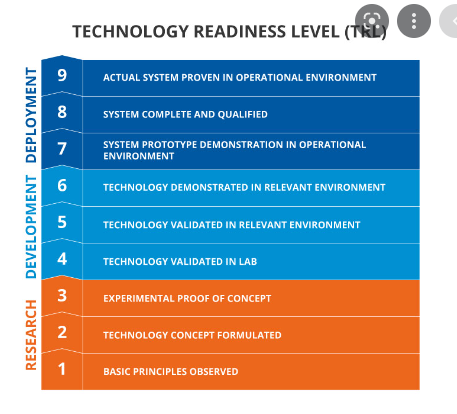 TECHNOLOGY READINESS LEVEL (TRL)
DEPLOYMENT
9 ACTUAL SYSTEM PROVEN IN OPERATIONAL ENVIRONMENT
8 SYSTEM COMPLETE AND QUALIFIED
7 SYSTEM PROTOTYPE DEMONSTRATION IN OPERATIONAL
ENVIRONMENT
DEVELOPMENT
6 TECHNOLOGY DEMONSTRATED IN RELEVANT ENVIRONMENT
5 TECHNOLOGY VALIDATED IN RELEVANT ENVIRONMENT
4 TECHNOLOGY VALIDATED IN LAB
RESEARCH
3 EXPERIMENTAL PROOF OF CONCEPT
2 TECHNOLOGY CONCEPT FORMULATED
1 BASIC PRINCIPLES OBSERVED